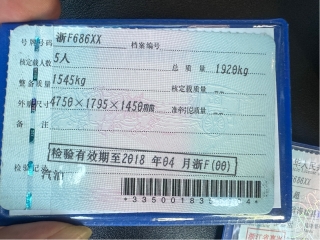 号牌号码 浙F686XX 档案编号
核定载人数 5人 总质量 1920kg
整备质量 1545kg 核定载质量
外廓尺寸 4750×1795×1450mm 准牵引总质量
备注
检验有效期至2018年04月浙F(00)
检验记录